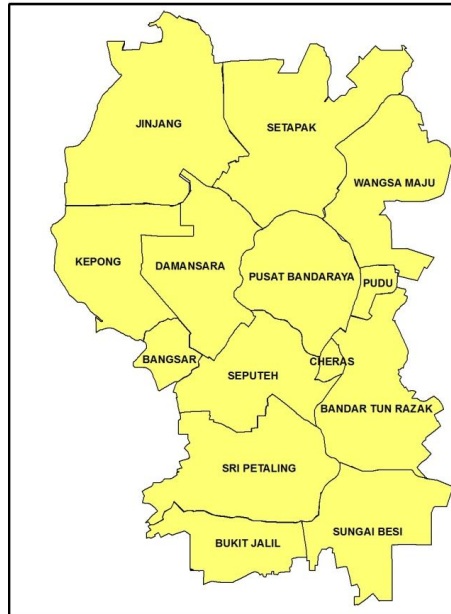 JINJANG
SETAPAK
WANGSA MAJU
KEPONG
DAMANSARA
PUSAT BANDARAYA
PUDU
BANGSAR
CHERAS
SEPUTEH
BANDAR TUN RAZAK
SRI PETALING
SUNGAI BESI
BUKIT JALIL